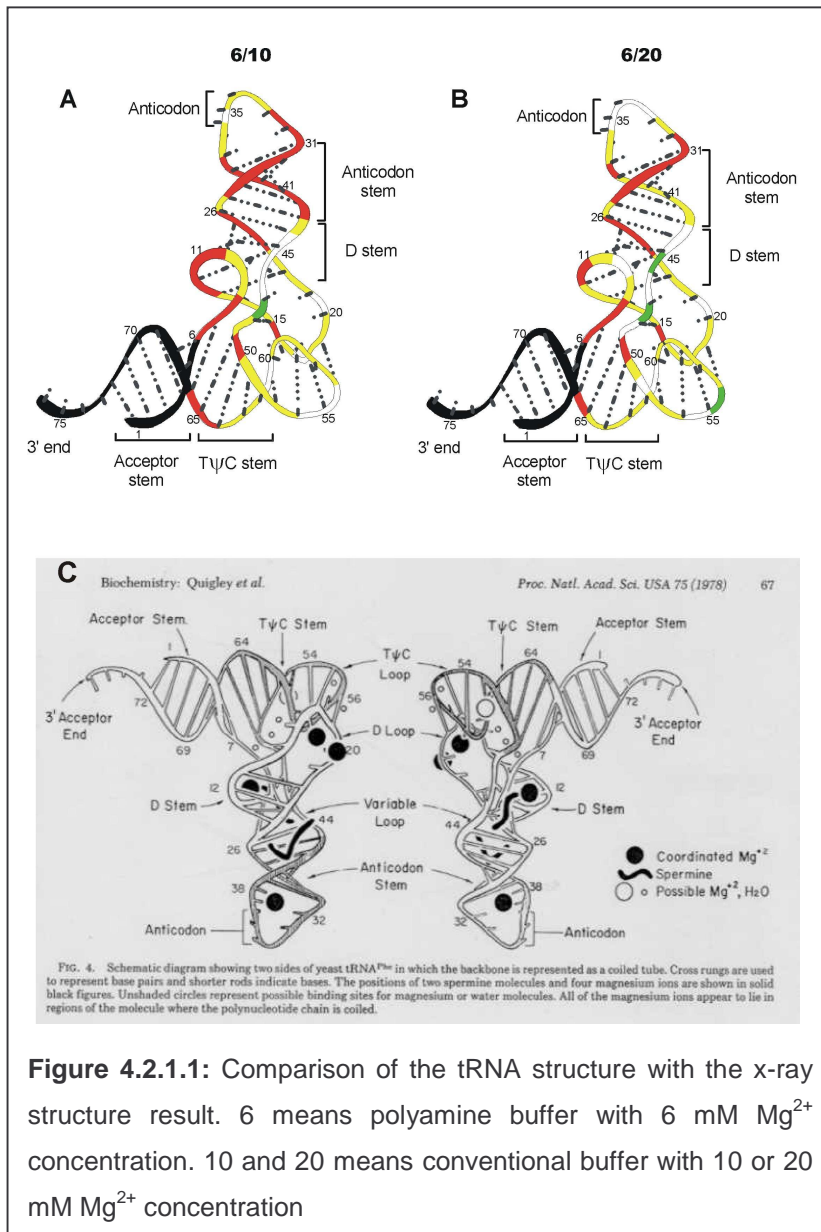 6/10
6/20
A
Anticodon
35
31
Anticodon
stem
41
26
D stem
11
45
70
6
15
20
50
60
75
1
65
55
3' end
Acceptor
stem
TψC stem
B
Anticodon
35
31
Anticodon
stem
41
26
D stem
11
45
70
6
15
20
50
60
75
1
65
55
3' end
Acceptor
stem
TψC stem
C
Biochemistry: Quigley et al.
Proc. Natl. Acad. Sci. USA 75 (1978)
67
Acceptor Stem
1
64
TψC Stem
54
TψC
Loop
56
3' Acceptor
End
72
69
7
D Loop
20
12
D Stem
Variable
Loop
44
26
Anticodon
Stem
38
32
Anticodon
54
TψC Stem
64
Acceptor Stem
1
56
72
3' Acceptor
End
7
69
12
D Stem
44
26
38
32
Anticodon
Coordinated Mg+2
Spermine
Possible Mg+2, H2O
FIG. 4. Schematic diagram showing two sides of yeast tRNAPhe in which the backbone is represented as a coiled tube. Cross rungs are used
to represent base pairs and shorter rods indicate bases. The positions of two spermine molecules and four magnesium ions are shown in solid
black figures. Unshaded circles represent possible binding sites for magnesium or water molecules. All of the magnesium ions appear to lie in
regions of the molecule where the polynucleotide chain is coiled.
Figure 4.2.1.1: Comparison of the tRNA structure with the x-ray
structure result. 6 means polyamine buffer with 6 mM Mg2+
concentration. 10 and 20 means conventional buffer with 10 or 20
mM Mg2+ concentration